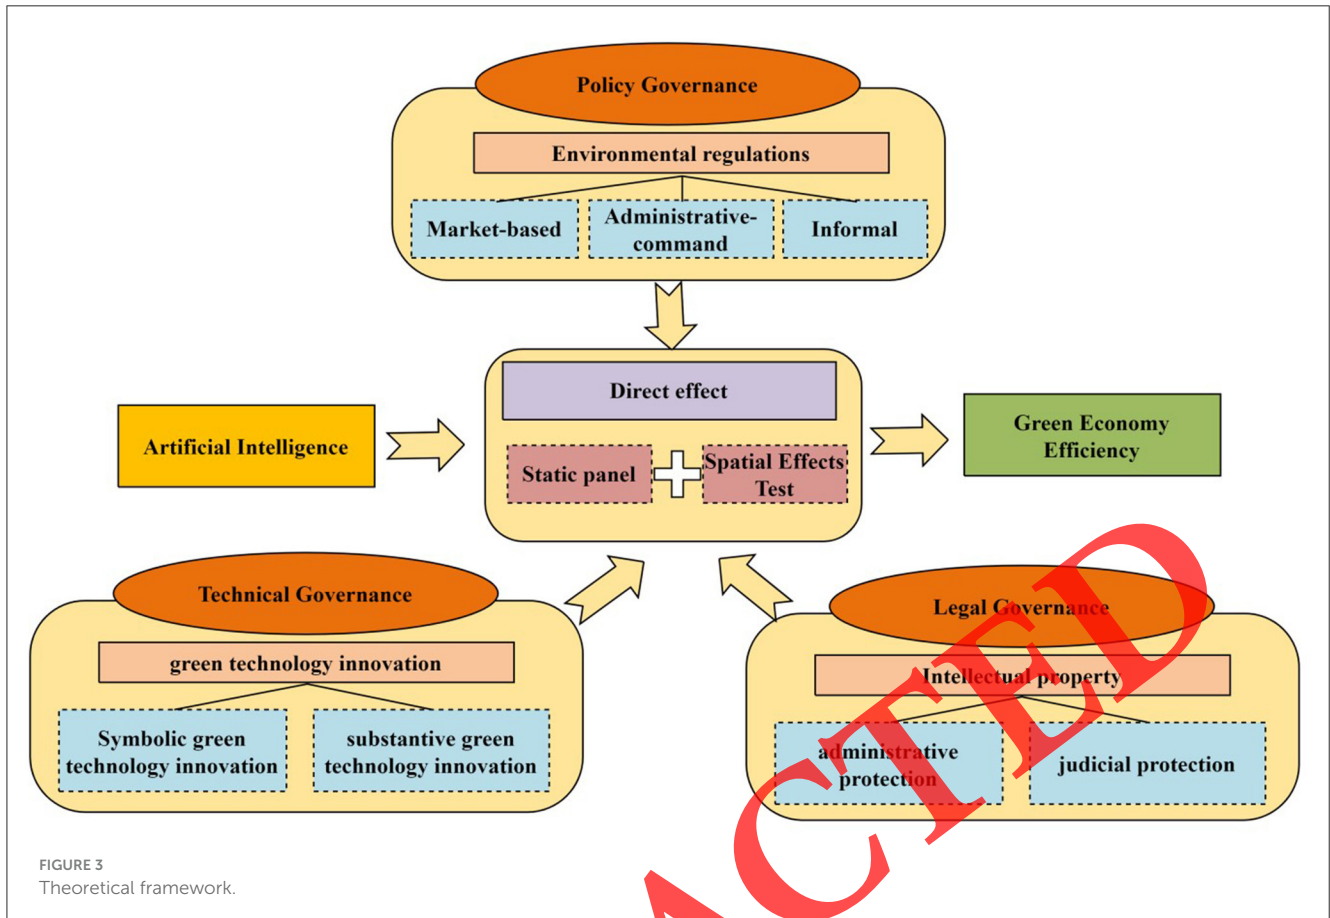 Policy Governance
Environmental regulations
Market-based
Administrative-
command
Informal
Direct effect
Artificial Intelligence
Static panel
Spatial Effects
Test
Green Economy
Efficiency
Technical Governance
green technology innovation
Symbolic green
technology innovation
substantive green
technology innovation
Legal Governance
Intellectual property
administrative
protection
judicial protection
ACTED
FIGURE 3
Theoretical framework.